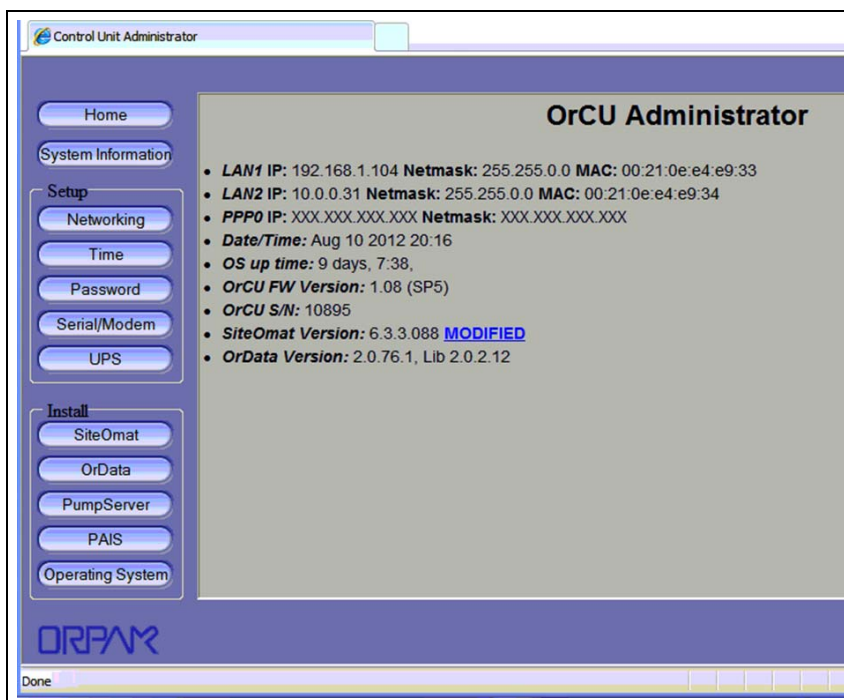 Control Unit Administrator
OrCU Administrator
Home
System Information
Setup
Networking
Time
Password
Serial/Modem
UPS
Install
SiteOmat
OrData
PumpServer
PAIS
Operating System
LAN1 IP: 192.168.1.104 Netmask: 255.255.0.0 MAC: 00:21:0e:e4:e9:33
LAN2 IP: 10.0.0.31 Netmask: 255.255.0.0 MAC: 00:21:0e:e4:e9:34
PPP0 IP: XXX.XXX.XXX.XXX Netmask: XXX.XXX.XXX.XXX
Date/Time: Aug 10 2012 20:16
OS up time: 9 days, 7:38,
OrCU FW Version: 1.08 (SP5)
OrCU S/N: 10895
SiteOmat Version: 6.3.3.088 MODIFIED
OrData Version: 2.0.76.1, Lib 2.0.2.12
ORPAK
Done